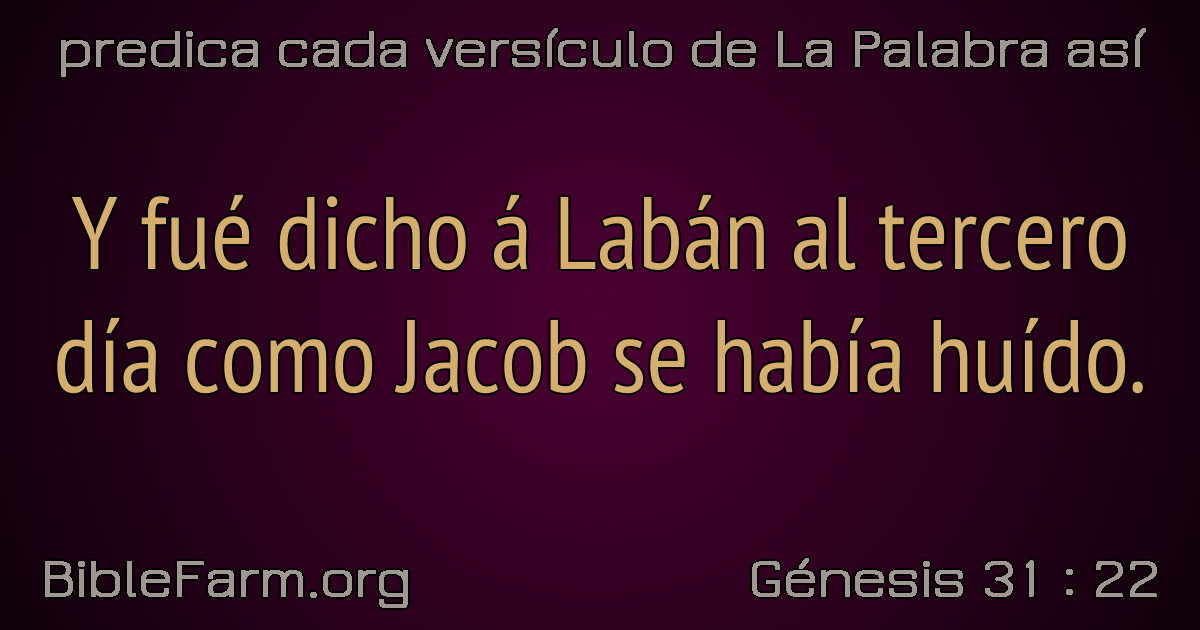 predica cada versículo de La Palabra así
Y fué dicho á Labán al tercero
día como Jacob se había huído.
BibleFarm.org
Génesis 31 : 22